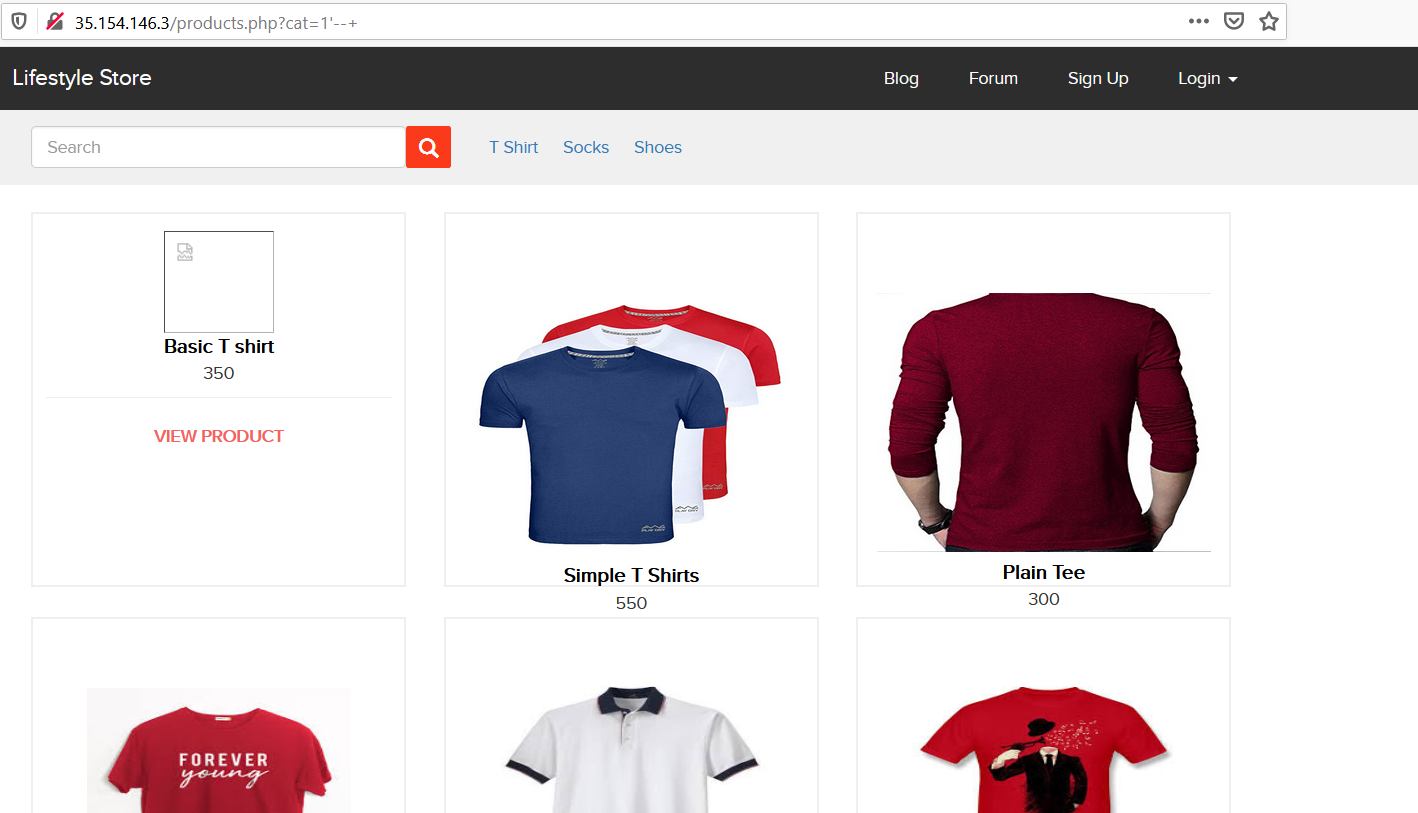 35.154.146.3/products.php?cat=1'--+
Lifestyle Store
Blog
Forum
Sign Up
Login
Search
T Shirt
Socks
Shoes
Basic T shirt
350
VIEW PRODUCT
Simple T Shirts
550
Plain Tee
300
FOREVER
young